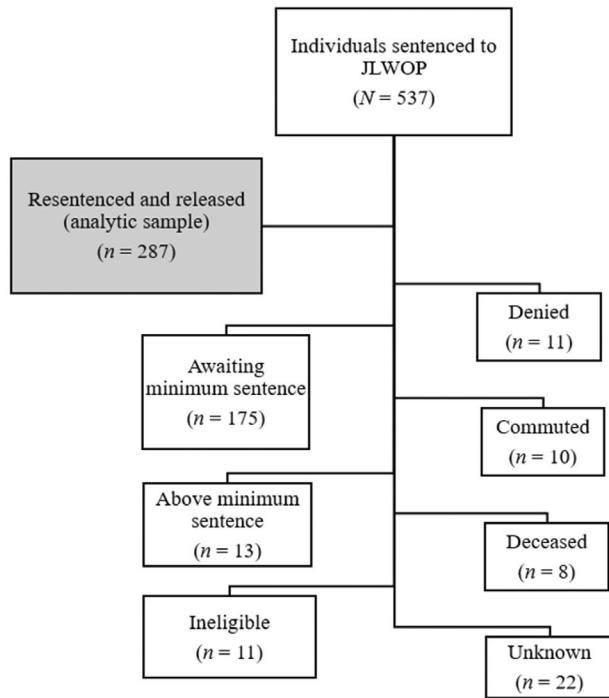 Individuals sentenced to
JLWOP
(N = 537)
Resentenced and released
(analytic sample)
(n = 287)
Denied
(n = 11)
Awaiting
minimum sentence
(n = 175)
Commuted
(n = 10)
Above minimum
sentence
(n = 13)
Deceased
(n = 8)
Ineligible
(n = 11)
Unknown
(n = 22)